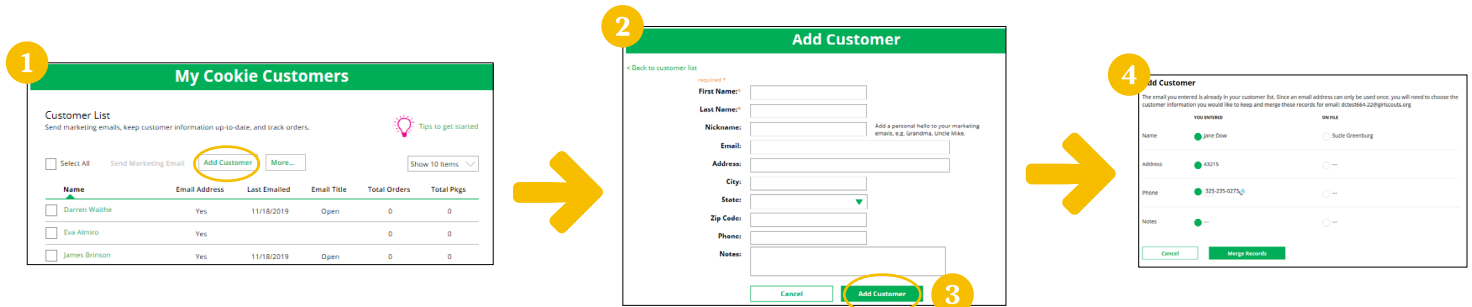 1
My Cookie Customers
Customer List
Send marketing emails, keep customer information up-to-date, and track orders.
Tips to get started
Select All Send Marketing Email Add Customer More... Show 10 Items
Name Email Address Last Emailed Email Title Total Orders Total Pkgs
Darren Waithe Yes 11/18/2019 Open 0 0
Eva Almiro Yes 0 0
James Brinson Yes 11/18/2019 Open 0 0
2
Add Customer
< Back to customer list
required *
First Name:*
Last Name:*
Nickname: Add a personal hello to your marketing
emails, e.g. Grandma, Uncle Mike.
Email:
Address:
City:
State:
Zip Code:
Phone:
Notes:
Cancel Add Customer 3
4
dd Customer
The email you entered is already in your customer list. Since an email address can only be used once, you will need to choose the
customer information you would like to keep and merge these records for email: dctest664-22@girlscouts.org
YOU ENTERED ON FILE
Name Jane Dow Suzie Greenburg
Address 43215 ---
Phone 325-235-0273 ---
Notes --- ---
Cancel Merge Records